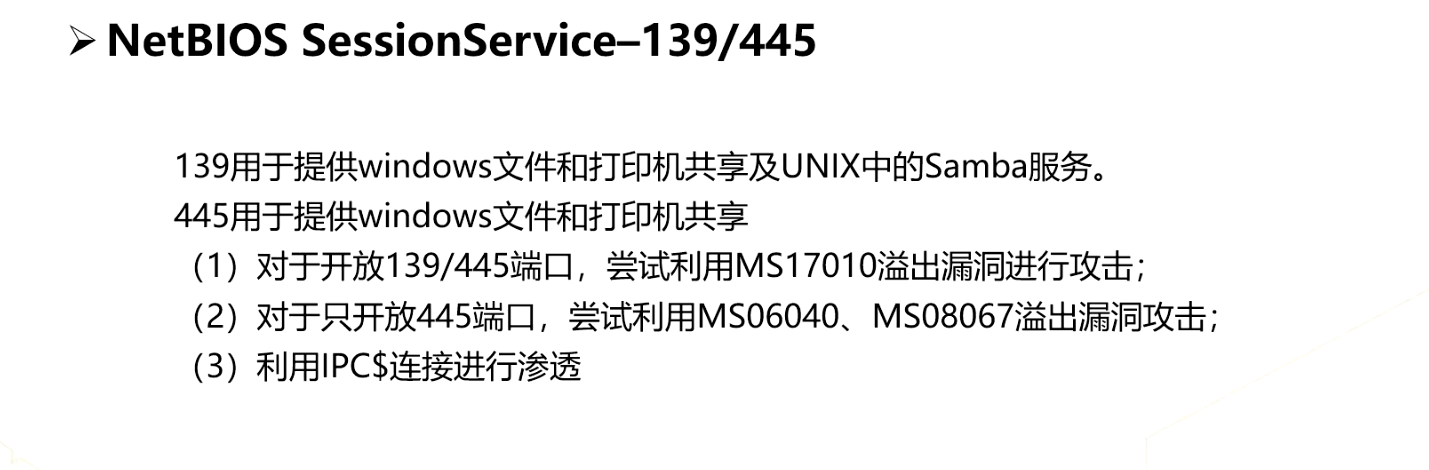 ➢ NetBIOS SessionService–139/445
139用于提供windows文件和打印机共享及UNIX中的Samba服务。
445用于提供windows文件和打印机共享
（1）对于开放139/445端口，尝试利用MS17010溢出漏洞进行攻击；
（2）对于只开放445端口，尝试利用MS06040、MS08067溢出漏洞攻击；
（3）利用IPC$连接进行渗透